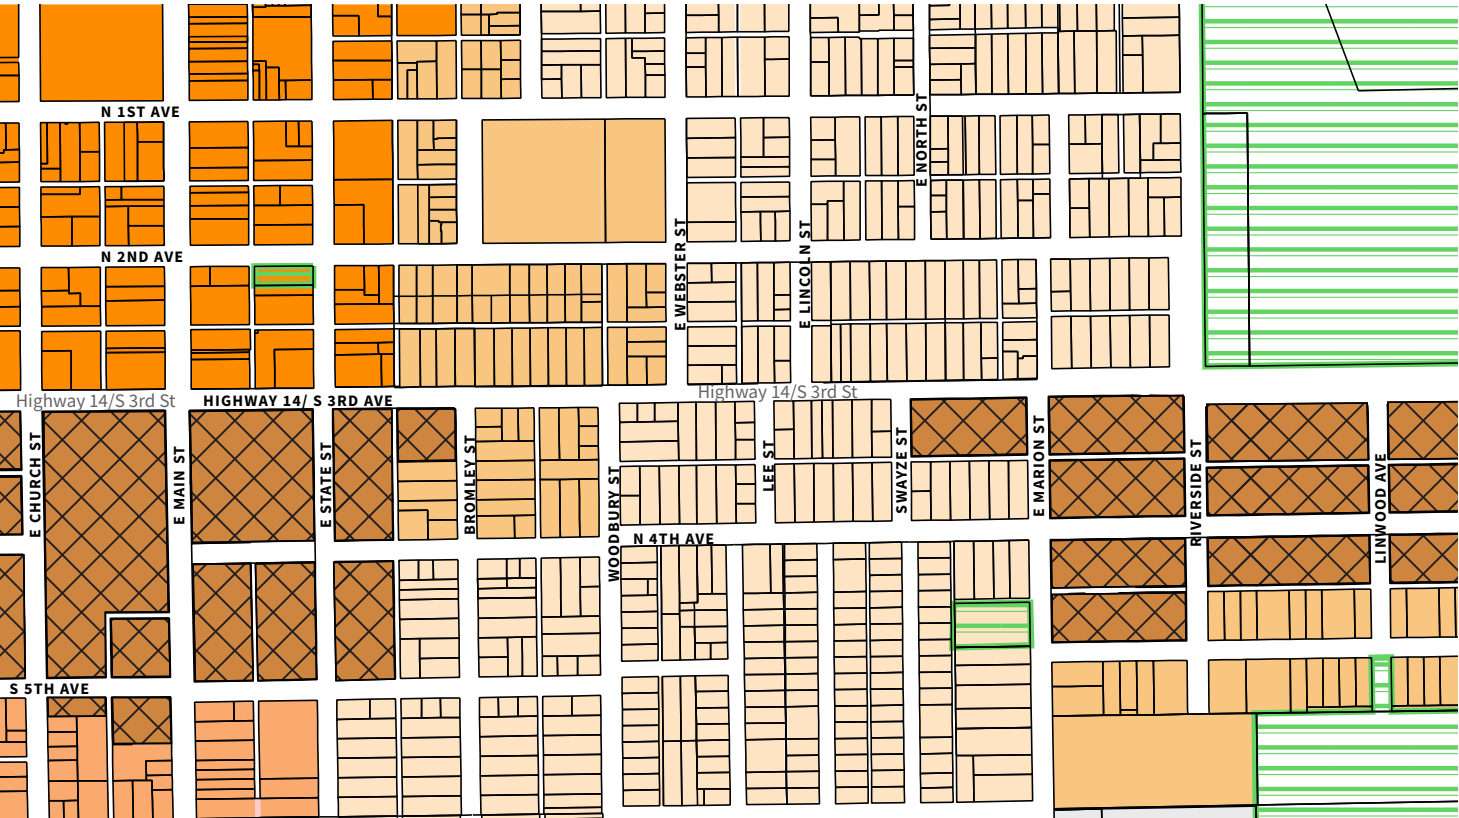 N 1ST AVE
E NORTH ST
N 2ND AVE
E WEBSTER ST
E LINCOLN ST
Highway 14/S 3rd St
HIGHWAY 14/ S 3RD AVE
Highway 14/S 3rd St
E CHURCH ST
E MAIN ST
E STATE ST
BROMLEY ST
WOODBURY ST
LEE ST
SWAYZE ST
E MARION ST
RIVERSIDE ST
LINWOOD AVE
N 4TH AVE
S 5TH AVE